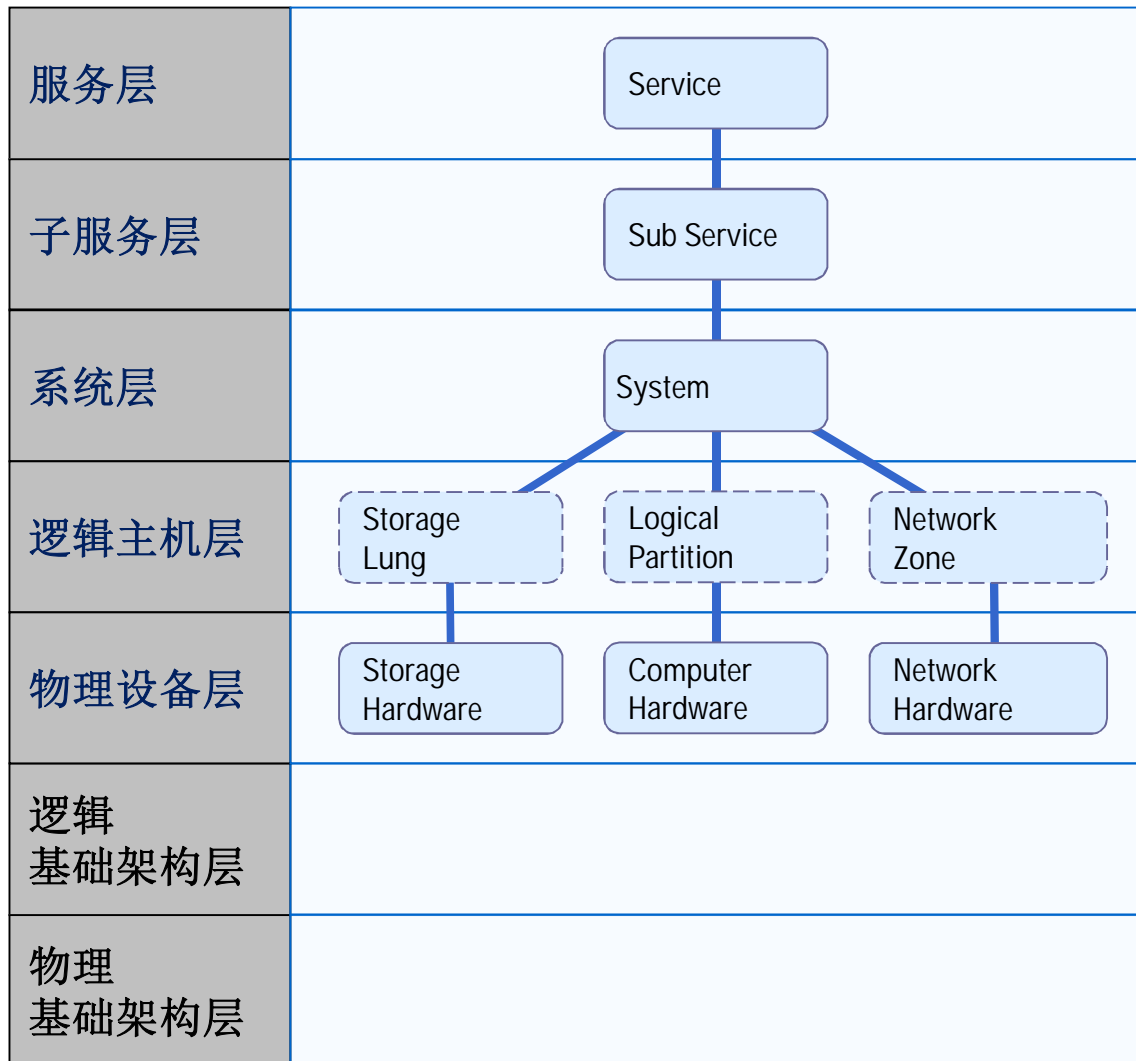 服务层
Service
子服务层
Sub Service
系统层
System
逻辑主机层
Storage
Lung
Logical
Partition
Network
Zone
物理设备层
Storage
Hardware
Computer
Hardware
Network
Hardware
逻辑
基础架构层
物理
基础架构层